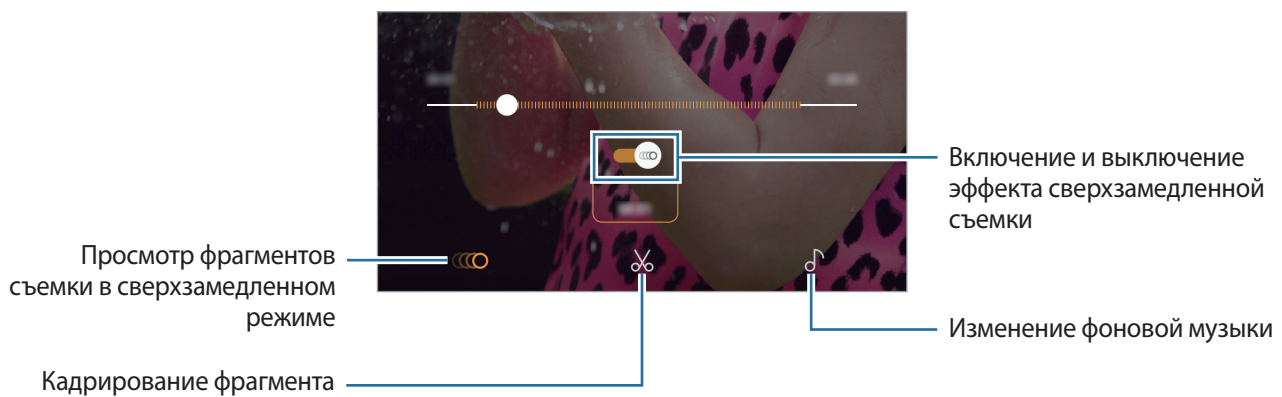 Включение и выключение
эффекта сверхзамедленной
съемки
Просмотр фрагментов
съемки в сверхзамедленном
режиме
Изменение фоновой музыки
Кадрирование фрагмента